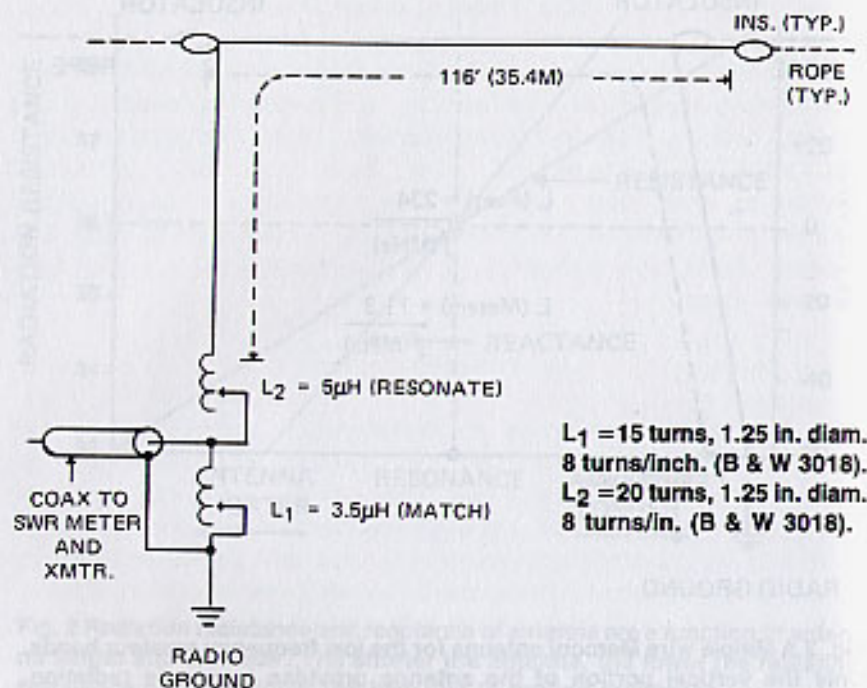 INS. (TYP.)
116' (35.4M)
ROPE
(TYP.)
L2 = 5µH (RESONATE)
L1 = 15 turns, 1.25 in. diam.
8 turns/inch. (B & W 3018).
L2 = 20 turns, 1.25 in. diam.
8 turns/in. (B & W 3018).
COAX TO
SWR METER
AND
XMTR.
L1 = 3.5µH (MATCH)
RADIO
GROUND